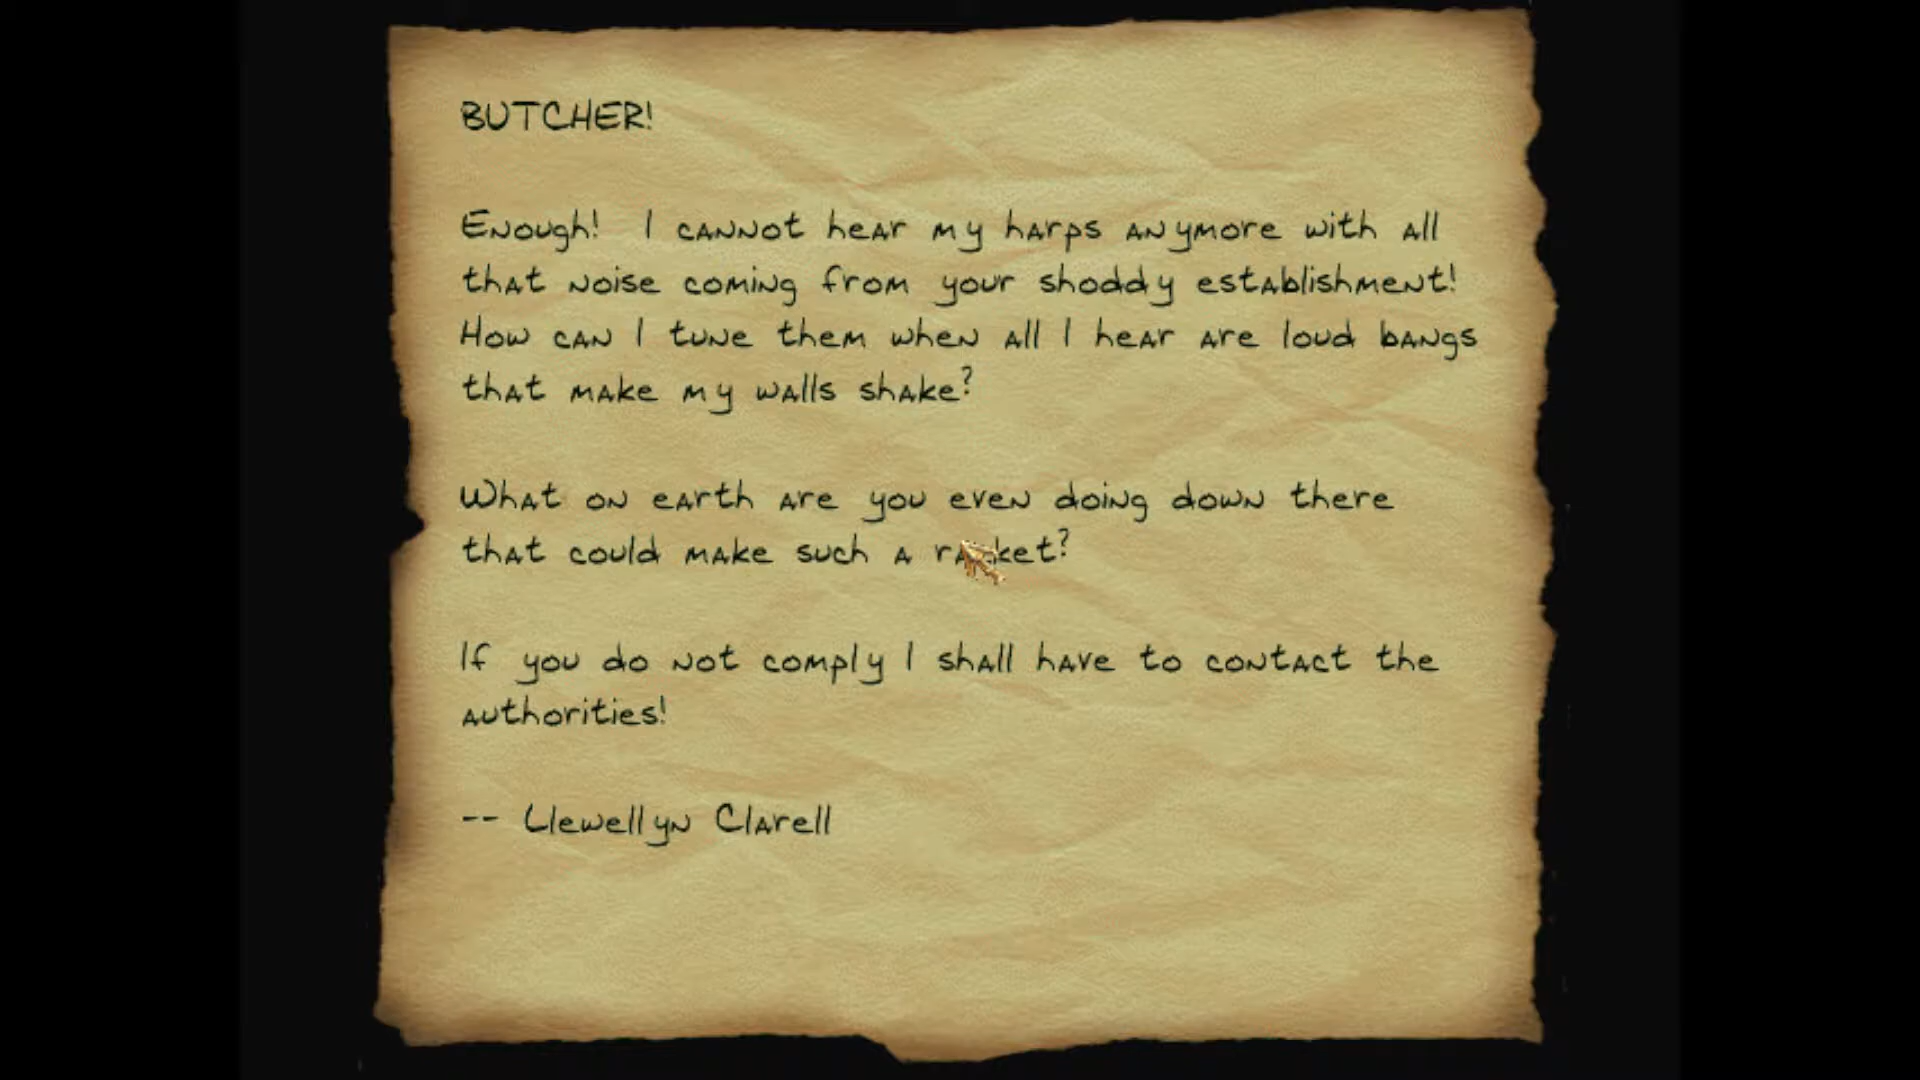 BUTCHER!
Enough! I cannot hear my harps anymore with all
that noise coming from your shoddy establishment!
How can I tune them when all I hear are loud bangs
that make my walls shake?
What on earth are you even doing down there
that could make such a racket?
If you do not comply I shall have to contact the
authorities!
-- Llewellyn Clarell